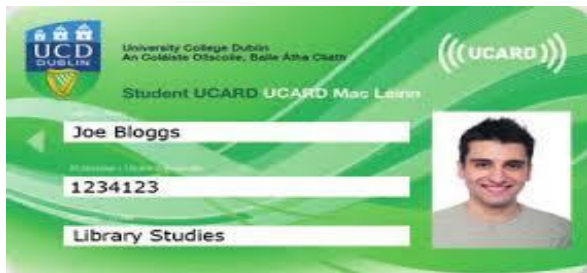 UCD
DUBLIN
University College Dublin
An Coláiste Ollscoile, Baile Átha Cliath
(((UCARD)))
Student UCARD UCARD Mac Leinn
Joe Bloggs
1234123
Library Studies